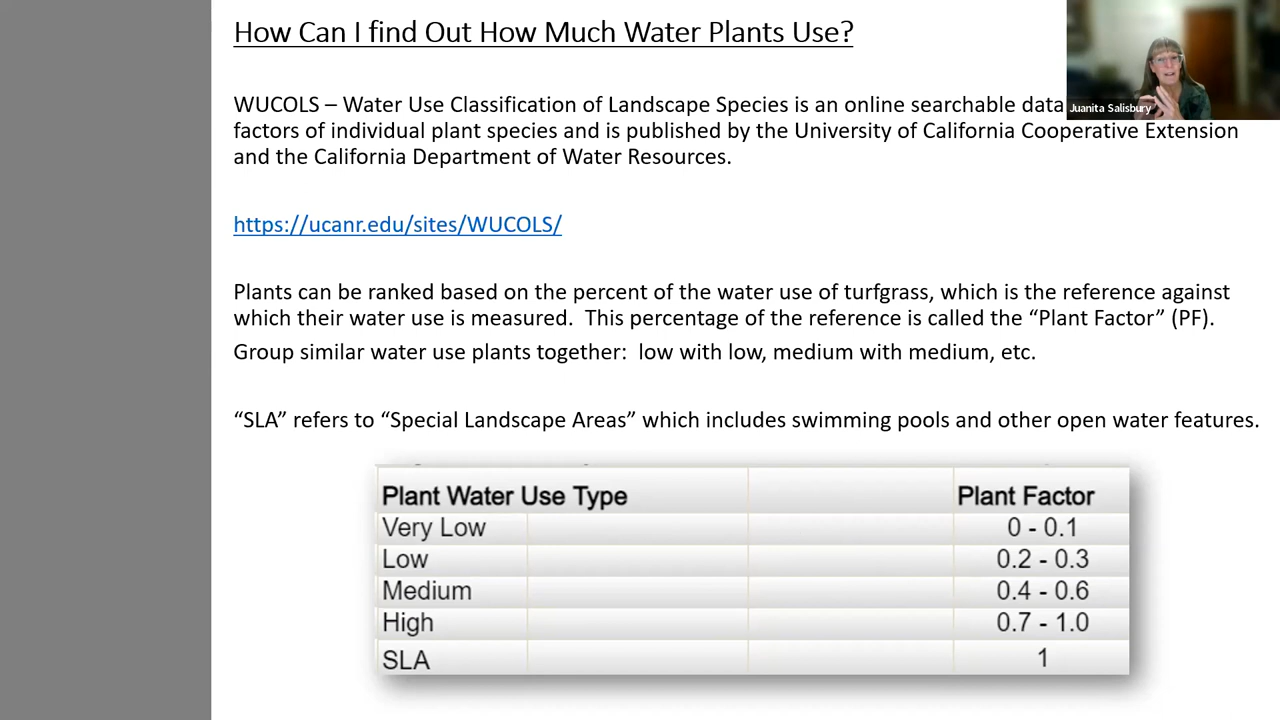 How Can I find Out How Much Water Plants Use?
WUCOLS – Water Use Classification of Landscape Species is an online searchable data
factors of individual plant species and is published by the University of California Cooperative Extension
and the California Department of Water Resources.
Juanita Salisbury
https://ucanr.edu/sites/WUCOLS/
Plants can be ranked based on the percent of the water use of turfgrass, which is the reference against
which their water use is measured.  This percentage of the reference is called the “Plant Factor” (PF).
Group similar water use plants together:  low with low, medium with medium, etc.
“SLA” refers to “Special Landscape Areas” which includes swimming pools and other open water features.
Plant Water Use Type Plant Factor
Very Low 0 - 0.1
Low 0.2 - 0.3
Medium 0.4 - 0.6
High 0.7 - 1.0
SLA 1